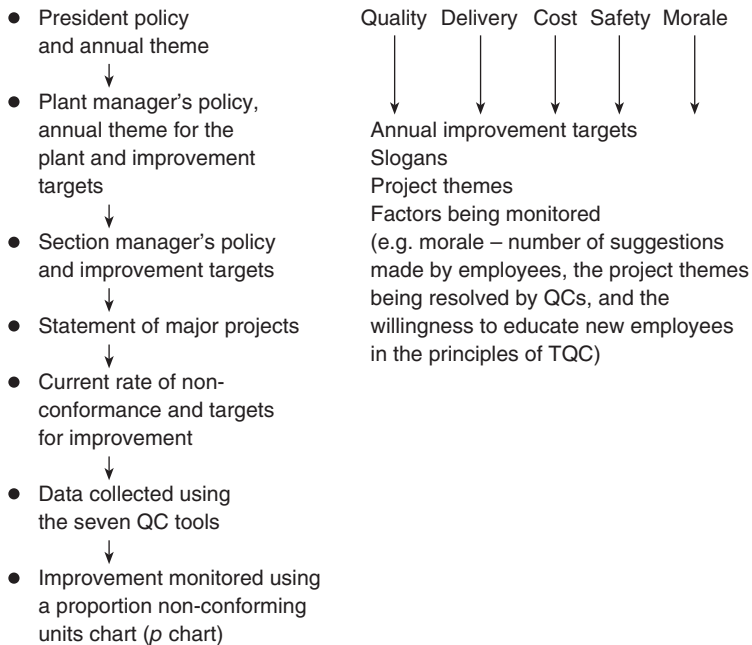 ● President policy
and annual theme
● Plant manager’s policy,
annual theme for the
plant and improvement
targets
● Section manager’s policy
and improvement targets
● Statement of major projects
● Current rate of non-
conformance and targets
for improvement
● Data collected using
the seven QC tools
● Improvement monitored using
a proportion non-conforming
units chart (p chart)
Quality Delivery Cost Safety Morale
Annual improvement targets
Slogans
Project themes
Factors being monitored
(e.g. morale – number of suggestions
made by employees, the project themes
being resolved by QCs, and the
willingness to educate new employees
in the principles of TQC)